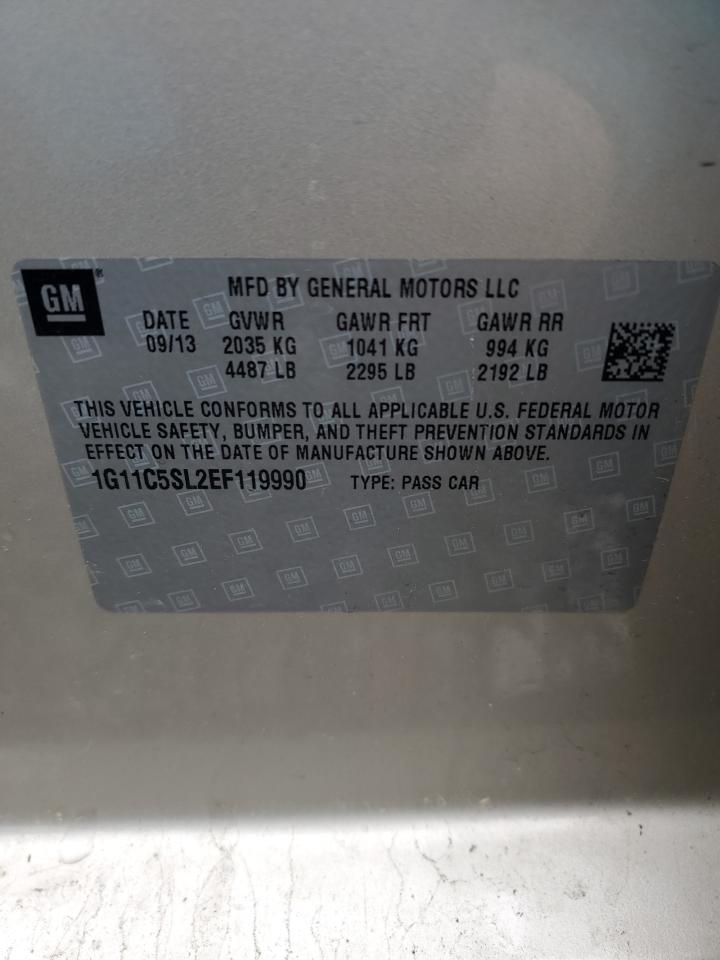 GM
MFD BY GENERAL MOTORS LLC
DATE GVWR GAWR FRT GAWR RR
09/13 2035 KG 1041 KG 994 KG
4487 LB 2295 LB 2192 LB
THIS VEHICLE CONFORMS TO ALL APPLICABLE U.S. FEDERAL MOTOR
VEHICLE SAFETY, BUMPER, AND THEFT PREVENTION STANDARDS IN
EFFECT ON THE DATE OF MANUFACTURE SHOWN ABOVE.
1G11C5SL2EF119990 TYPE: PASS CAR